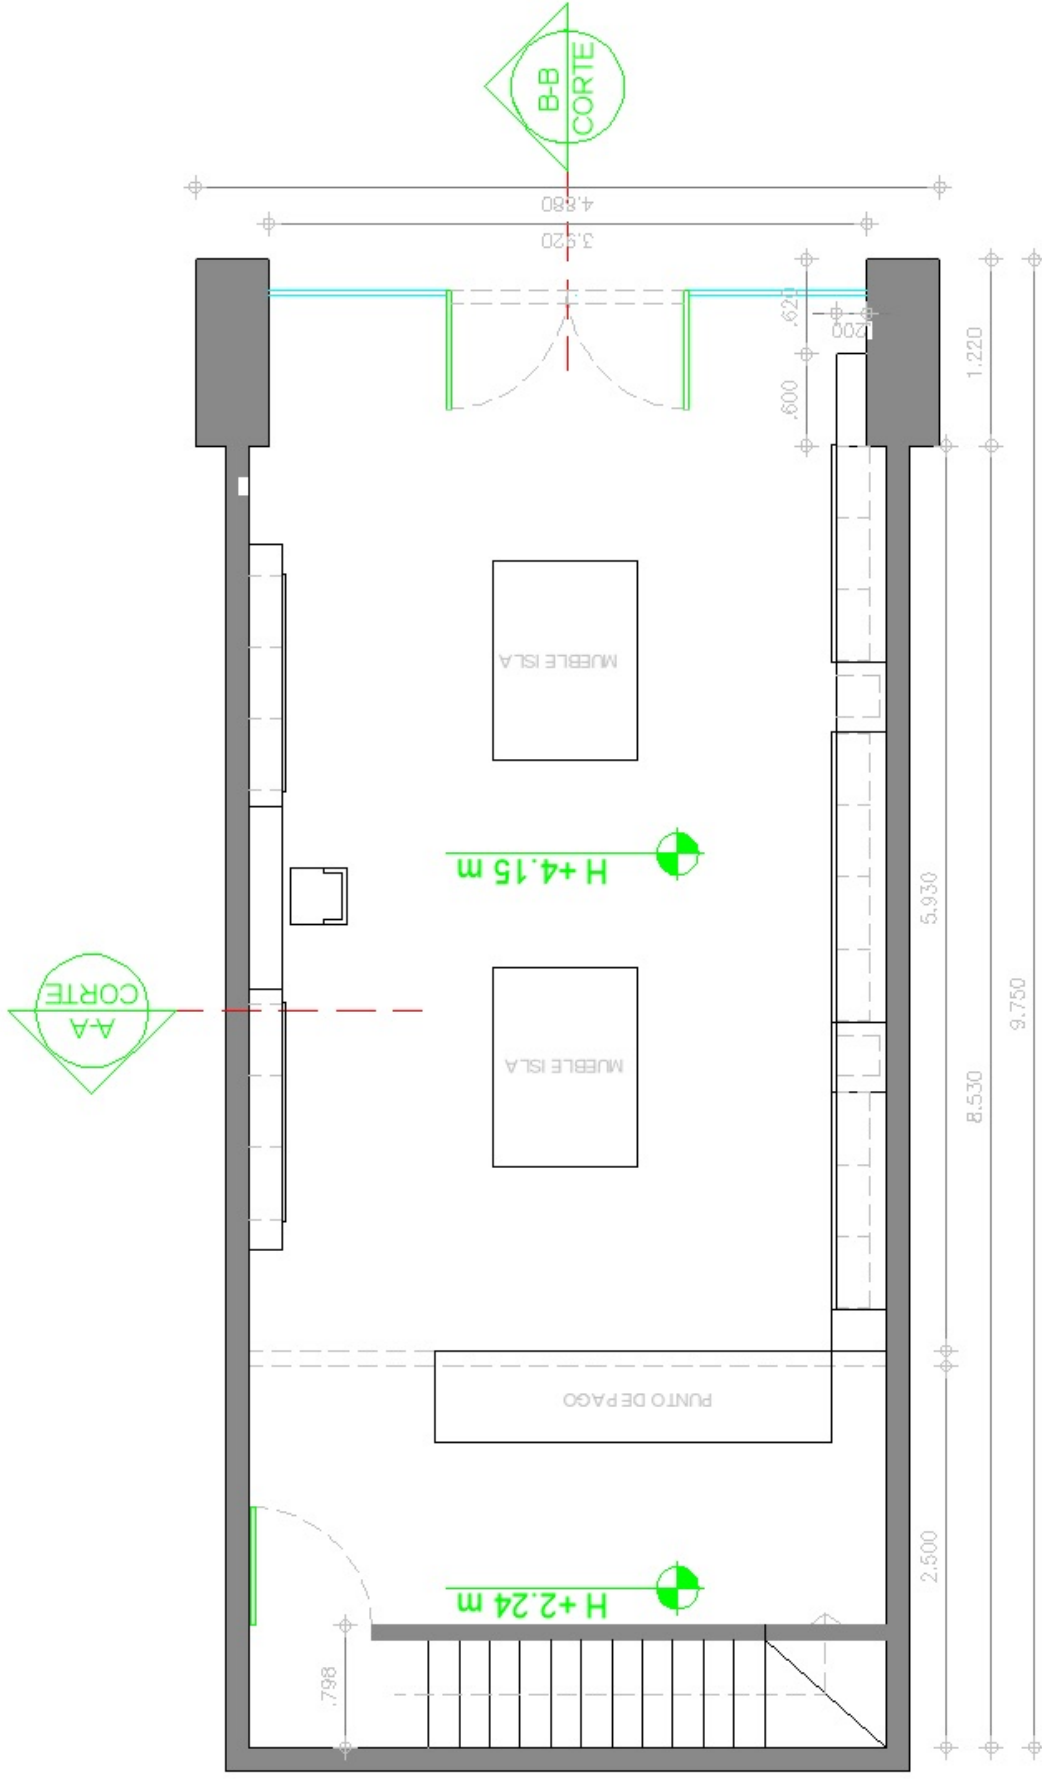 B-B
CORTE
4.880
3.920
.620
.200
1.220
.600
MUEBLE ISLA
H +4.15 m
5.930
CORTE
A-A
9.750
MUEBLE ISLA
8.530
PUNTO DE PAGO
2.500
H +2.24 m
.798